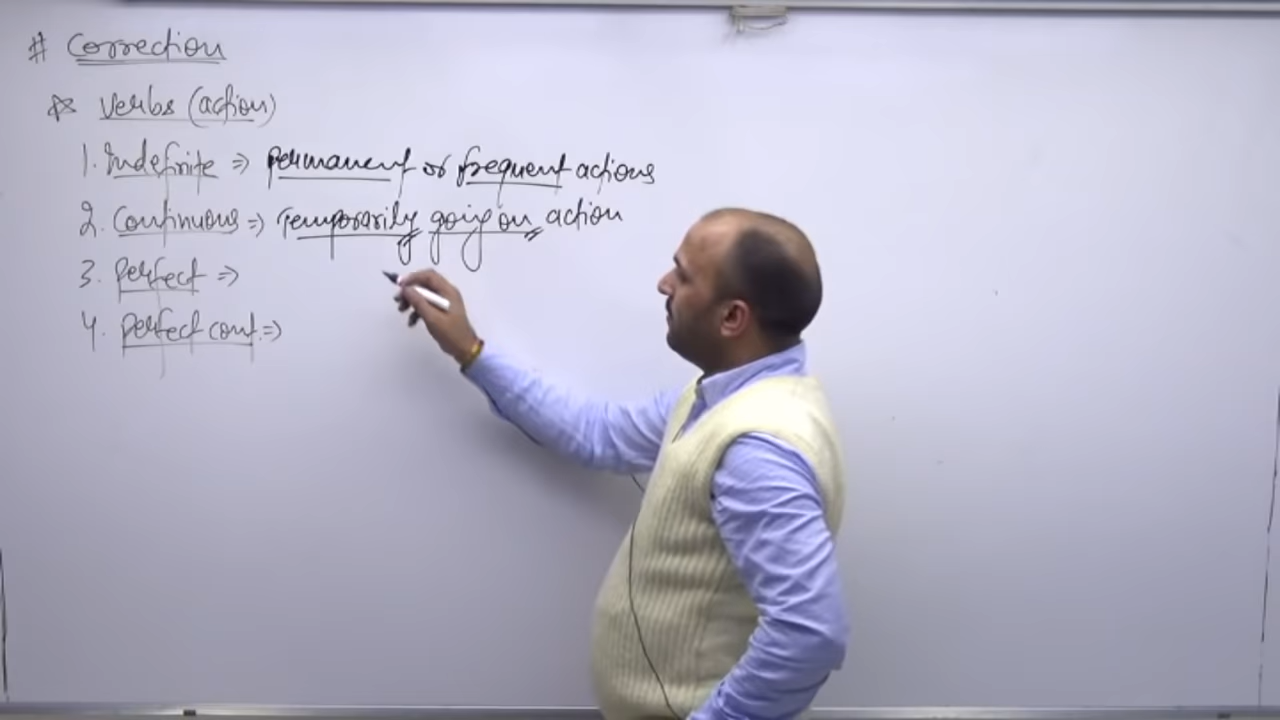 # Correction
☆ verbs (action)
1. Indefinite => permanent or frequent actions
2. Continuous => Temporarily going on action
3. perfect =>
4. perfect cont. =>